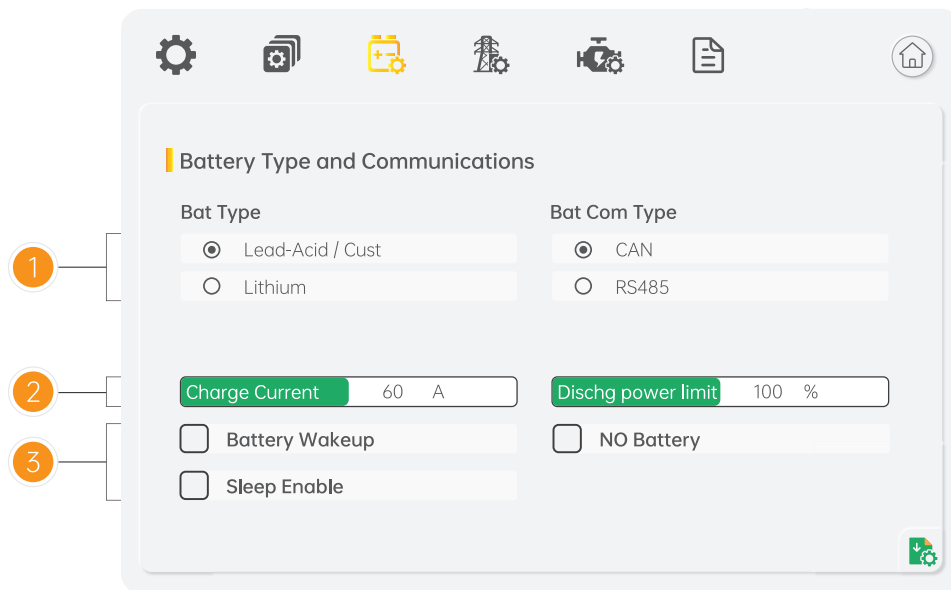 Battery Type and Communications
Bat Type
Bat Com Type
1
Lead-Acid / Cust
CAN
Lithium
RS485
2
Charge Current 60 A
Dischg power limit 100 %
3
Battery Wakeup
NO Battery
Sleep Enable